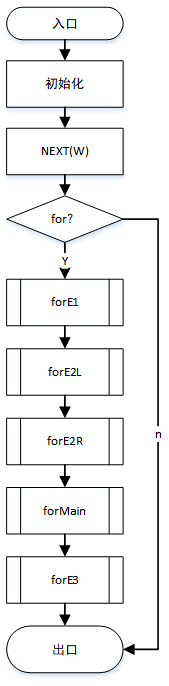 入口
初始化
NEXT(W)
for?
Y
forE1
forE2L
forE2R
n
forMain
forE3
出口